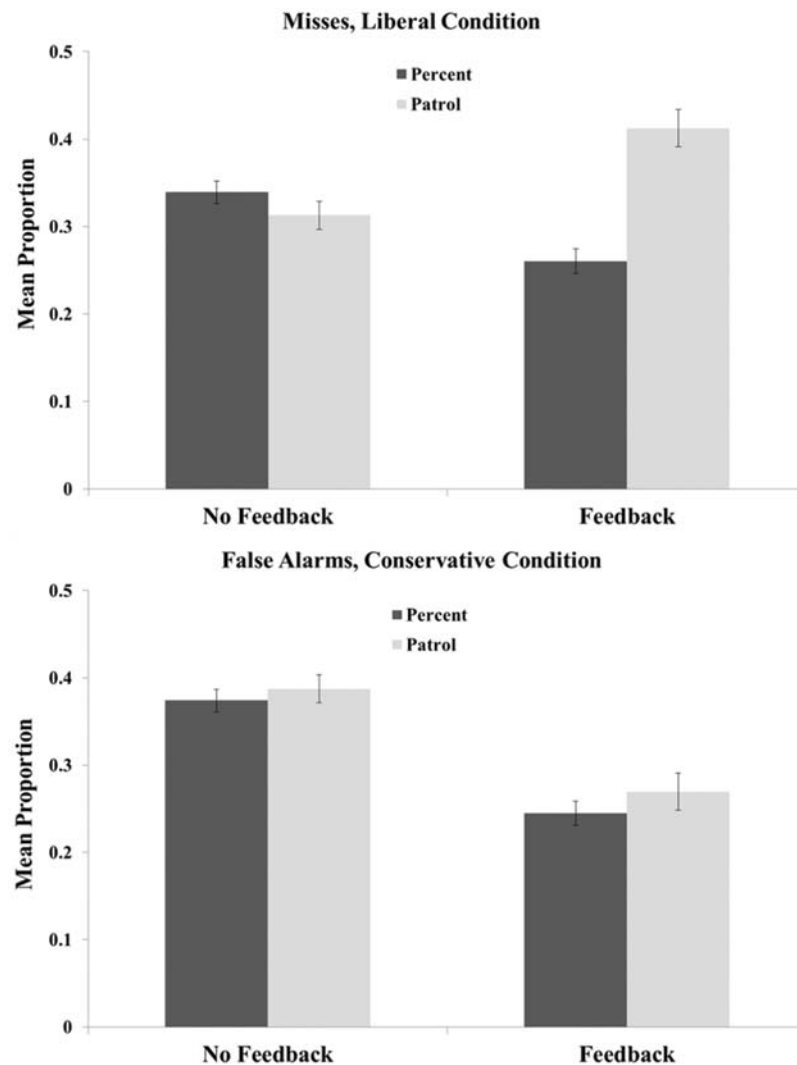 Misses, Liberal Condition
0.5
Percent
Patrol
0.4
0.3
0.2
0.1
0
Mean Proportion
No Feedback Feedback
False Alarms, Conservative Condition
0.5
Percent
Patrol
0.4
0.3
0.2
0.1
0
Mean Proportion
No Feedback Feedback